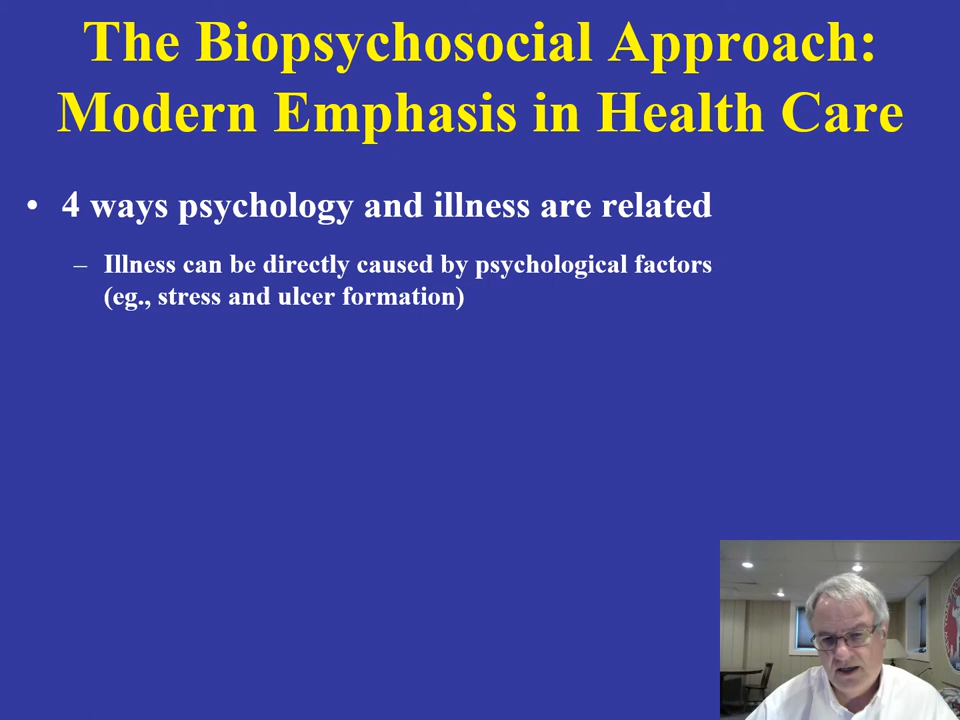 The Biopsychosocial Approach:
Modern Emphasis in Health Care
• 4 ways psychology and illness are related
– Illness can be directly caused by psychological factors
(eg., stress and ulcer formation)